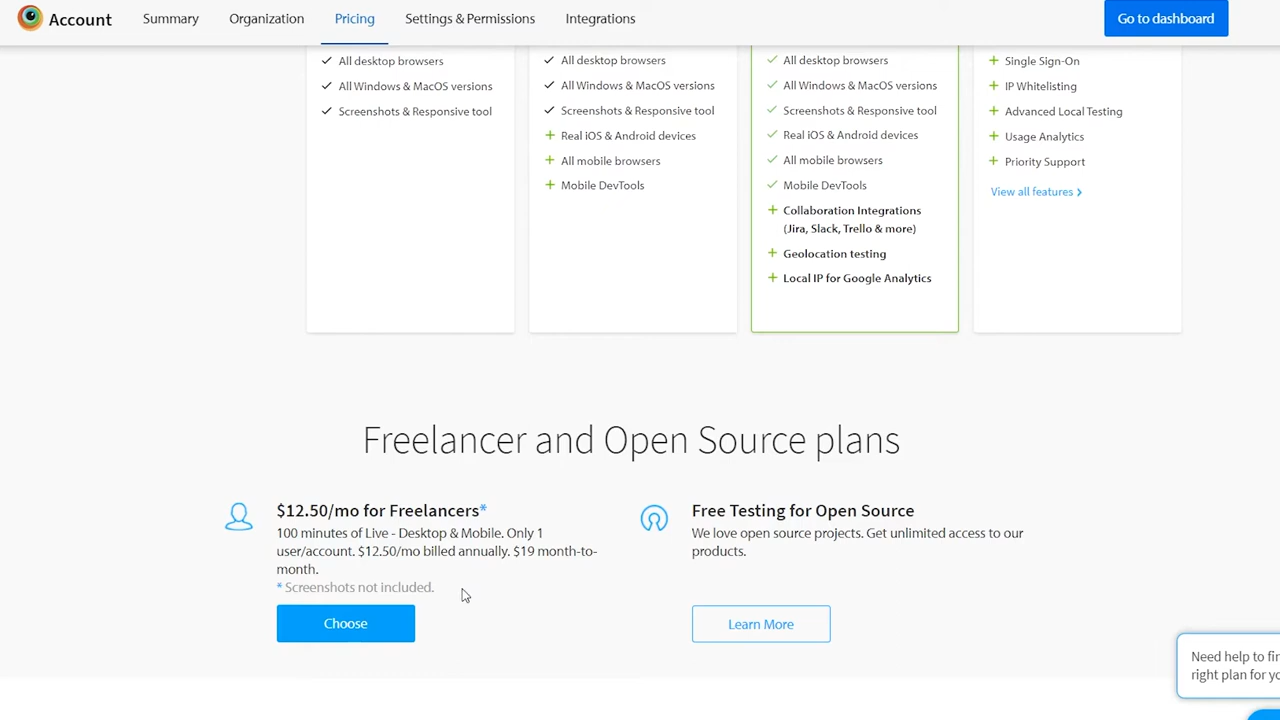 Account
Summary
Organization
Pricing
Settings & Permissions
Integrations
Go to dashboard
All desktop browsers
All Windows & MacOS versions
Screenshots & Responsive tool
All desktop browsers
All Windows & MacOS versions
Screenshots & Responsive tool
Real iOS & Android devices
All mobile browsers
Mobile DevTools
All desktop browsers
All Windows & MacOS versions
Screenshots & Responsive tool
Real iOS & Android devices
All mobile browsers
Mobile DevTools
Collaboration Integrations
(Jira, Slack, Trello & more)
Geolocation testing
Local IP for Google Analytics
Single Sign-On
IP Whitelisting
Advanced Local Testing
Usage Analytics
Priority Support
View all features
Freelancer and Open Source plans
$12.50/mo for Freelancers*
100 minutes of Live - Desktop & Mobile. Only 1
user/account. $12.50/mo billed annually. $19 month-to-
month.
* Screenshots not included.
Choose
Free Testing for Open Source
We love open source projects. Get unlimited access to our
products.
Learn More
Need help to
right plan for